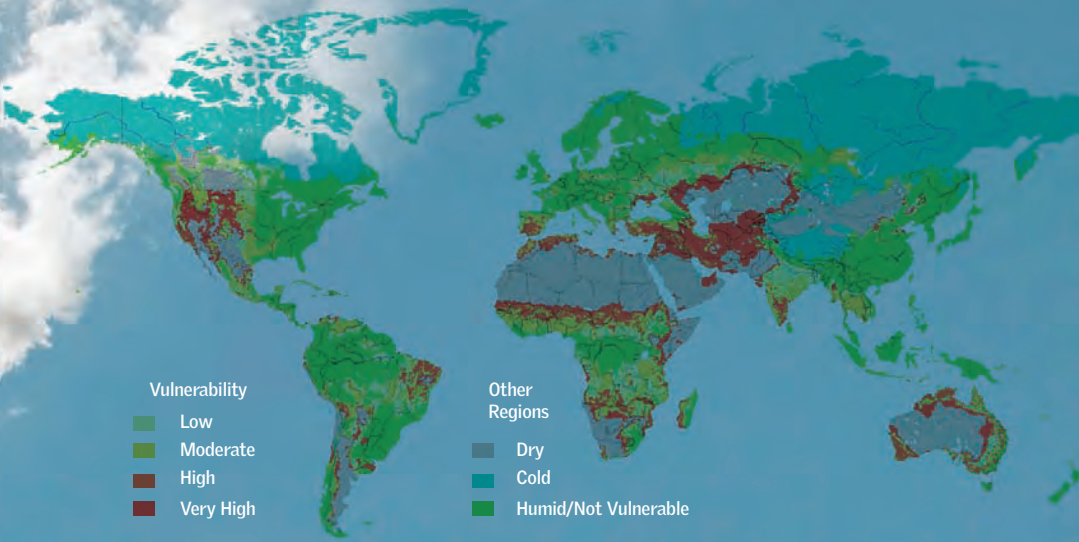 Vulnerability
Low
Moderate
High
Very High
Other
Regions
Dry
Cold
Humid/Not Vulnerable